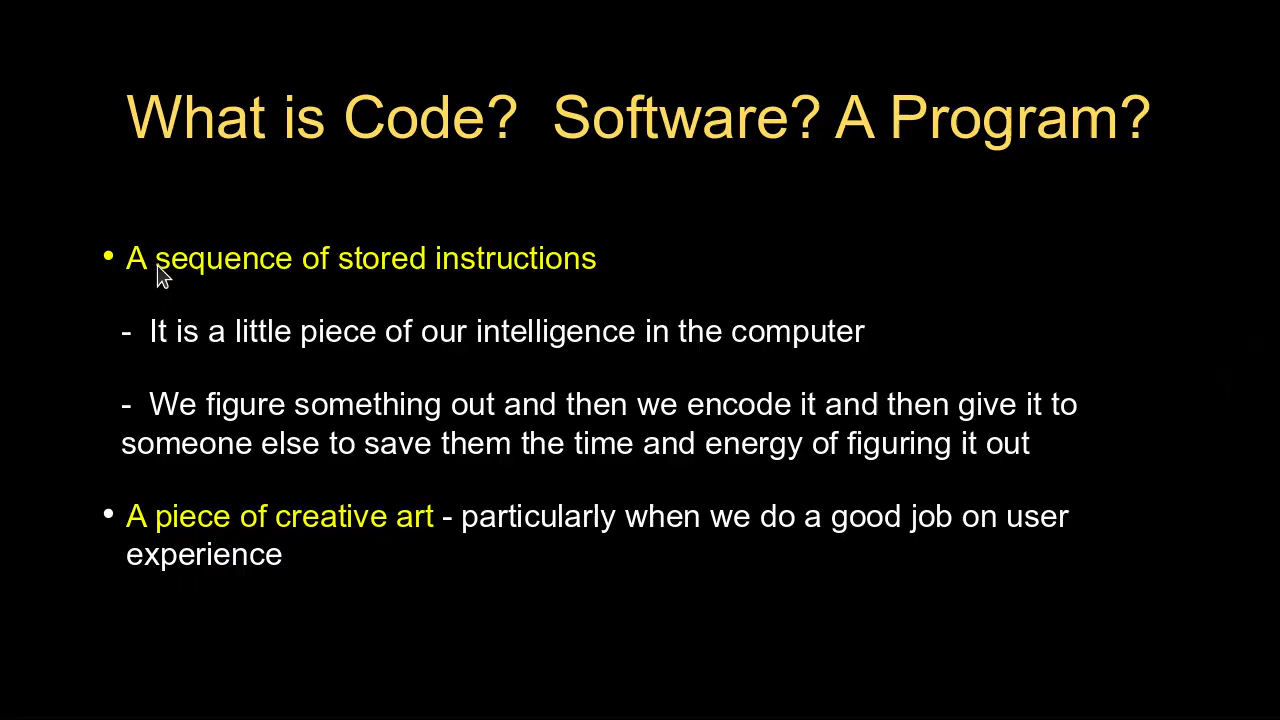 What is Code?  Software? A Program?
• A sequence of stored instructions
-  It is a little piece of our intelligence in the computer
-  We figure something out and then we encode it and then give it to
someone else to save them the time and energy of figuring it out
• A piece of creative art - particularly when we do a good job on user
experience